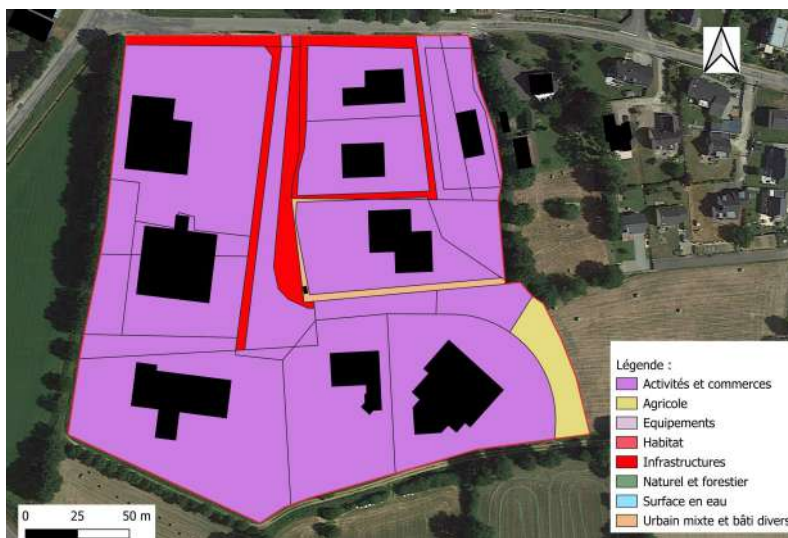 Légende :
Activités et commerces
Agricole
Equipements
Habitat
Infrastructures
Naturel et forestier
Surface en eau
Urbain mixte et bâti divers
0 25 50 m